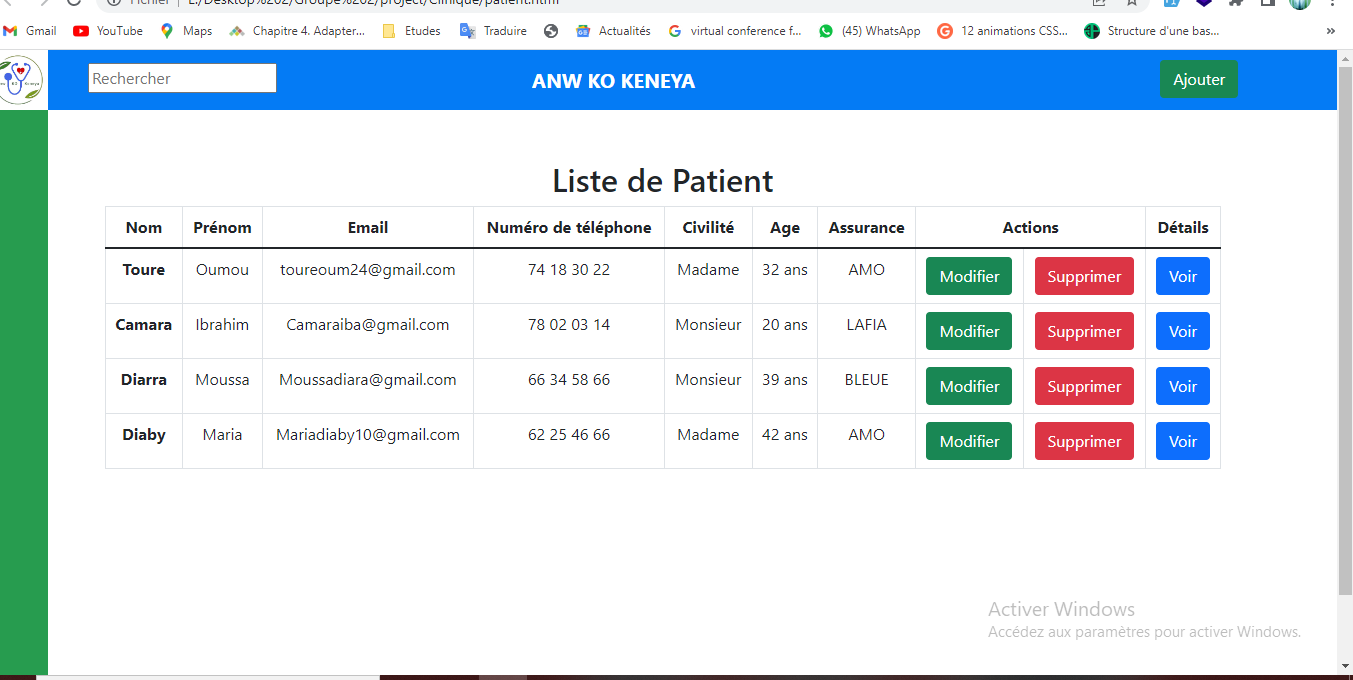 Fichier | E:/Desktop%202/Groupe%202/project/Clinique/patient.html
Gmail YouTube Maps Chapitre 4. Adapter... Etudes Traduire Actualités virtual conference f... (45) WhatsApp 12 animations CSS... Structure d'une bas... »
Rechercher ANW KO KENEYA Ajouter
Liste de Patient
Nom Prénom Email Numéro de téléphone Civilité Age Assurance Actions Détails
Toure Oumou toureoum24@gmail.com 74 18 30 22 Madame 32 ans AMO Modifier Supprimer Voir
Camara Ibrahim Camaraiba@gmail.com 78 02 03 14 Monsieur 20 ans LAFIA Modifier Supprimer Voir
Diarra Moussa Moussadiara@gmail.com 66 34 58 66 Monsieur 39 ans BLEUE Modifier Supprimer Voir
Diaby Maria Mariadiaby10@gmail.com 62 25 46 66 Madame 42 ans AMO Modifier Supprimer Voir
Activer Windows
Accédez aux paramètres pour activer Windows.